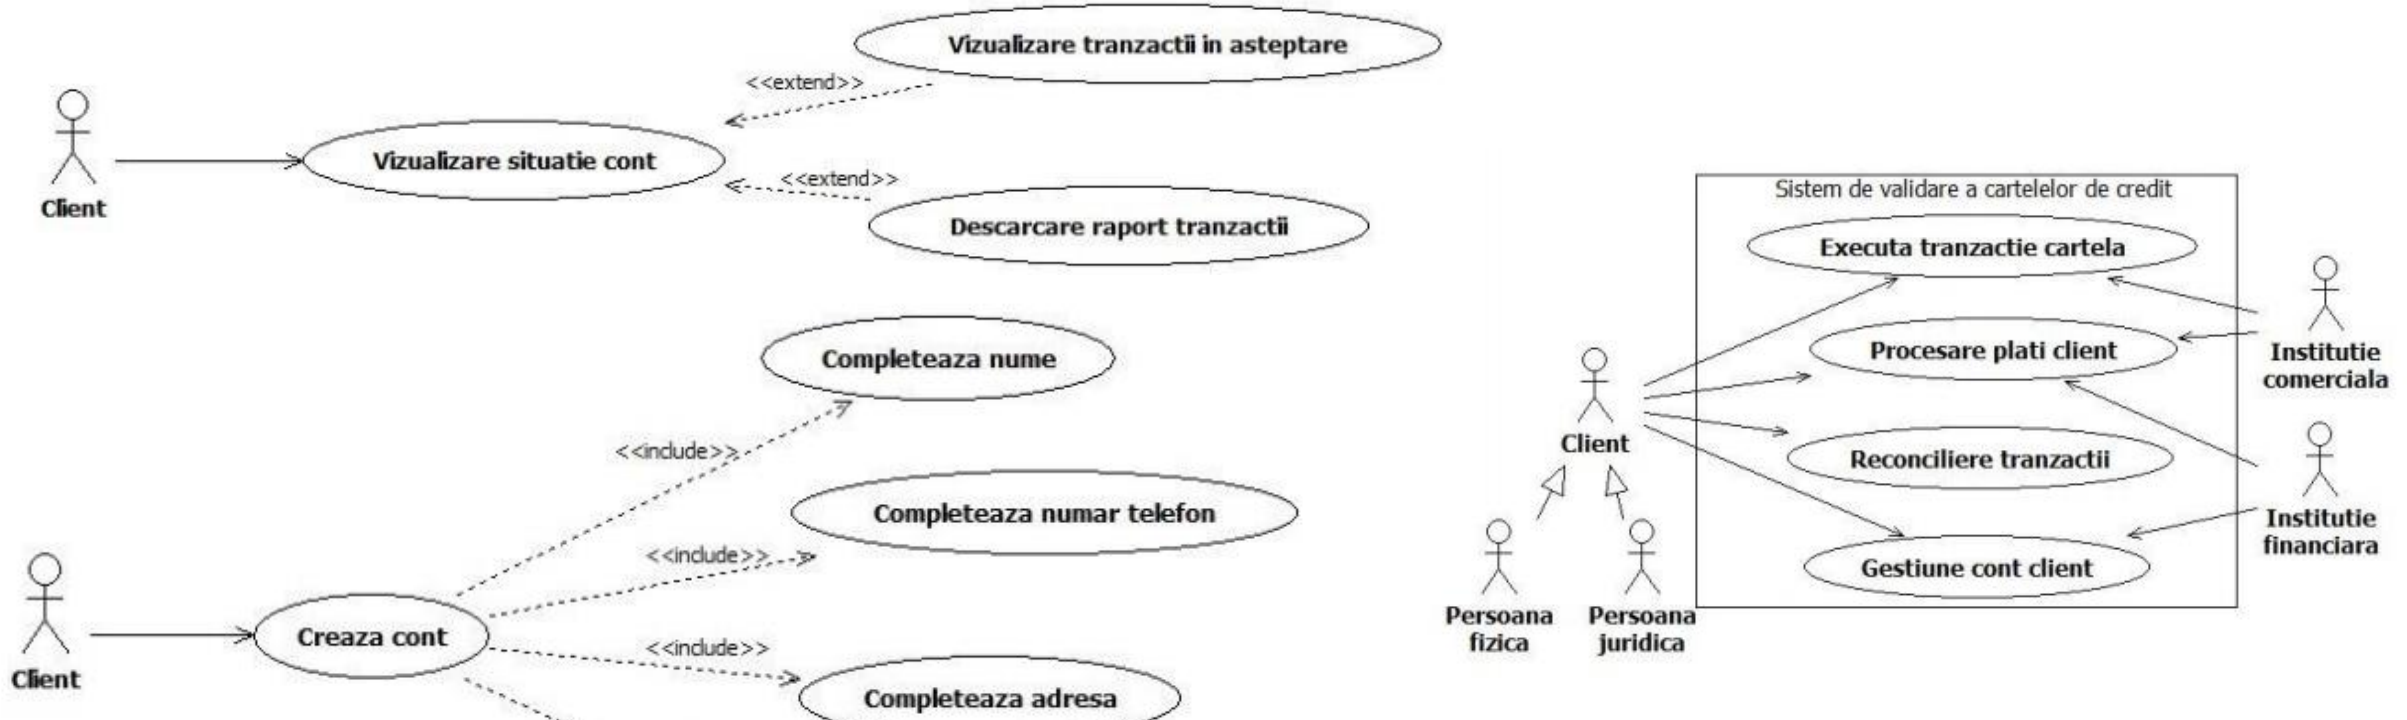 Vizualizare tranzactii in asteptare
<<extend>>
Vizualizare situatie cont
<<extend>>
Client
Descarcare raport tranzactii
Completeaza nume
<<include>>
Completeaza numar telefon
<<include>>
Creaza cont
<<include>>
Client
Completeaza adresa
Sistem de validare a cartelelor de credit
Executa tranzactie cartela
Procesare plati client
Institutie
comerciala
Client
Reconciliere tranzactii
Institutie
financiara
Gestiune cont client
Persoana
fizica
Persoana
juridica